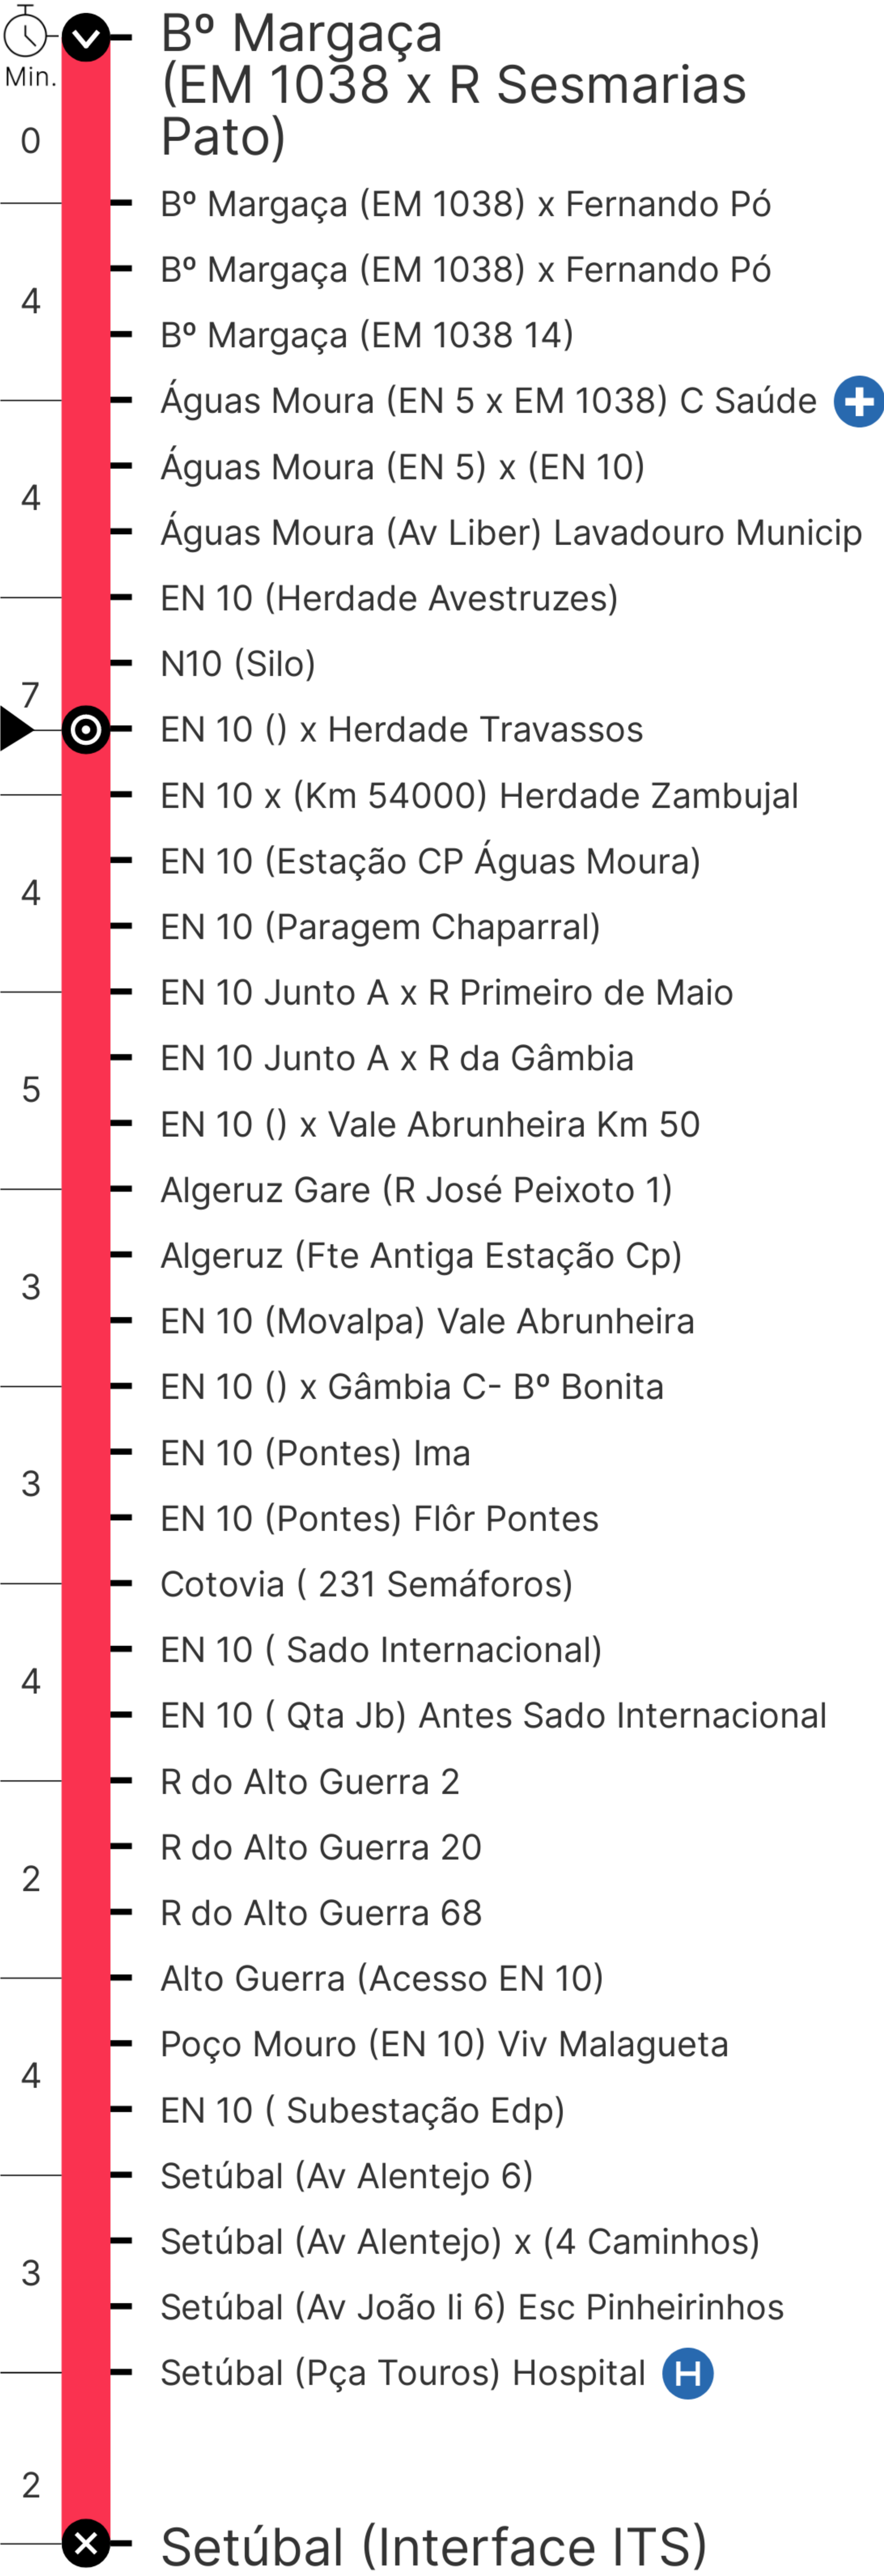 Bº Margaça
(EM 1038 x R Sesmarias
Pato)
Min.
0
Bº Margaça (EM 1038) x Fernando Pó
Bº Margaça (EM 1038) x Fernando Pó
4
Bº Margaça (EM 1038 14)
Águas Moura (EN 5 x EM 1038) C Saúde
Águas Moura (EN 5) x (EN 10)
4
Águas Moura (Av Liber) Lavadouro Municip
EN 10 (Herdade Avestruzes)
N10 (Silo)
7
EN 10 () x Herdade Travassos
EN 10 x (Km 54000) Herdade Zambujal
EN 10 (Estação CP Águas Moura)
4
EN 10 (Paragem Chaparral)
EN 10 Junto A x R Primeiro de Maio
EN 10 Junto A x R da Gâmbia
5
EN 10 () x Vale Abrunheira Km 50
Algeruz Gare (R José Peixoto 1)
Algeruz (Fte Antiga Estação Cp)
3
EN 10 (Movalpa) Vale Abrunheira
EN 10 () x Gâmbia C- Bº Bonita
EN 10 (Pontes) Ima
3
EN 10 (Pontes) Flôr Pontes
Cotovia ( 231 Semáforos)
EN 10 ( Sado Internacional)
4
EN 10 ( Qta Jb) Antes Sado Internacional
R do Alto Guerra 2
R do Alto Guerra 20
2
R do Alto Guerra 68
Alto Guerra (Acesso EN 10)
Poço Mouro (EN 10) Viv Malagueta
4
EN 10 ( Subestação Edp)
Setúbal (Av Alentejo 6)
Setúbal (Av Alentejo) x (4 Caminhos)
3
Setúbal (Av João Ii 6) Esc Pinheirinhos
Setúbal (Pça Touros) Hospital H
2
Setúbal (Interface ITS)